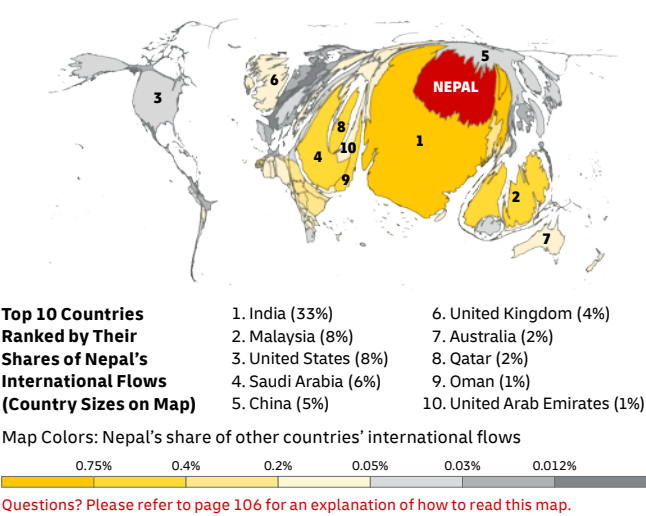 5
6
NEPAL
3
8
1
10
4
9
2
7
Top 10 Countries
Ranked by Their
Shares of Nepal's
International Flows
(Country Sizes on Map)
1. India (33%)
2. Malaysia (8%)
3. United States (8%)
4. Saudi Arabia (6%)
5. China (5%)
6. United Kingdom (4%)
7. Australia (2%)
8. Qatar (2%)
9. Oman (1%)
10. United Arab Emirates (1%)
Map Colors: Nepal's share of other countries' international flows
0.75% 0.4% 0.2% 0.05% 0.03% 0.012%
Questions? Please refer to page 106 for an explanation of how to read this map.